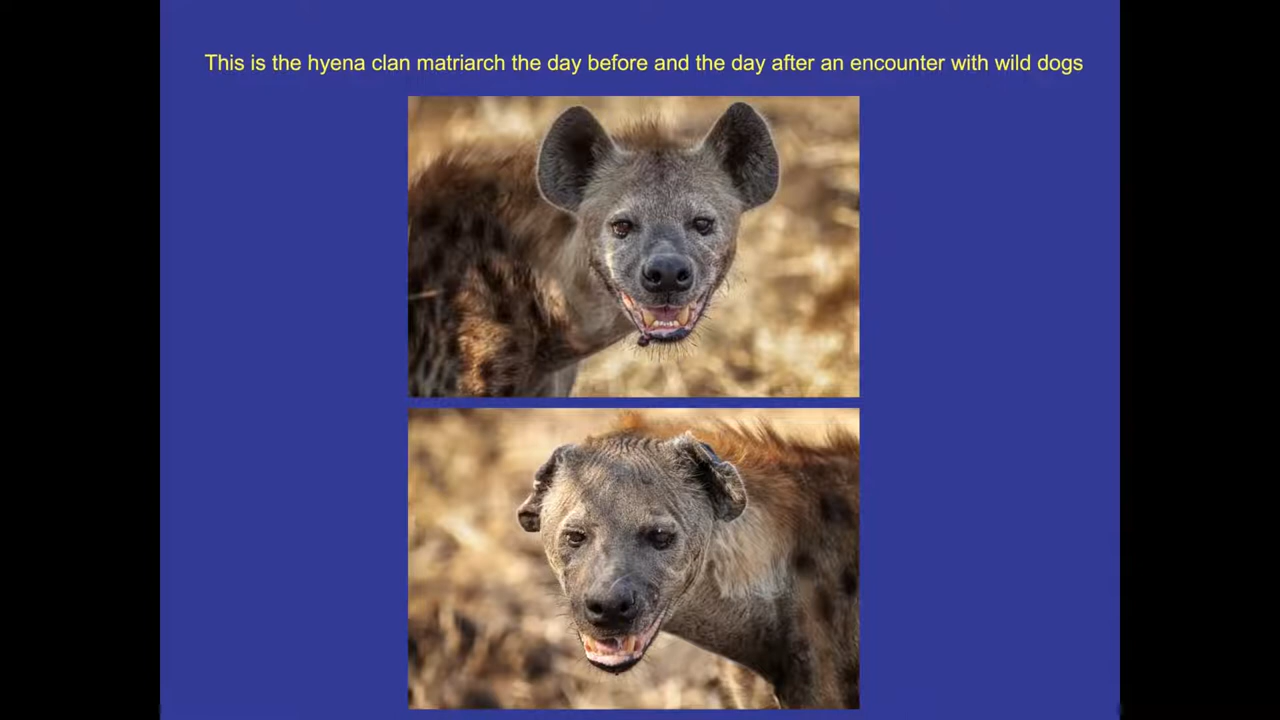 This is the hyena clan matriarch the day before and the day after an encounter with wild dogs